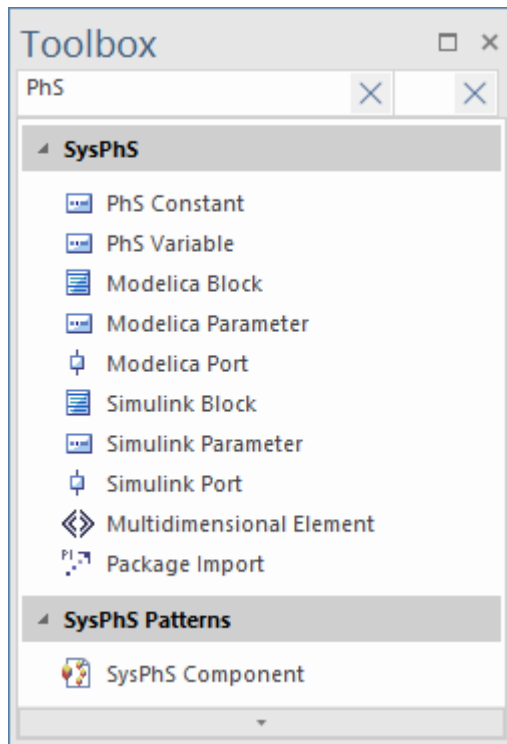 Toolbox
PhS
SysPhS
PhS Constant
PhS Variable
Modelica Block
Modelica Parameter
Modelica Port
Simulink Block
Simulink Parameter
Simulink Port
Multidimensional Element
PI
Package Import
SysPhS Patterns
SysPhS Component